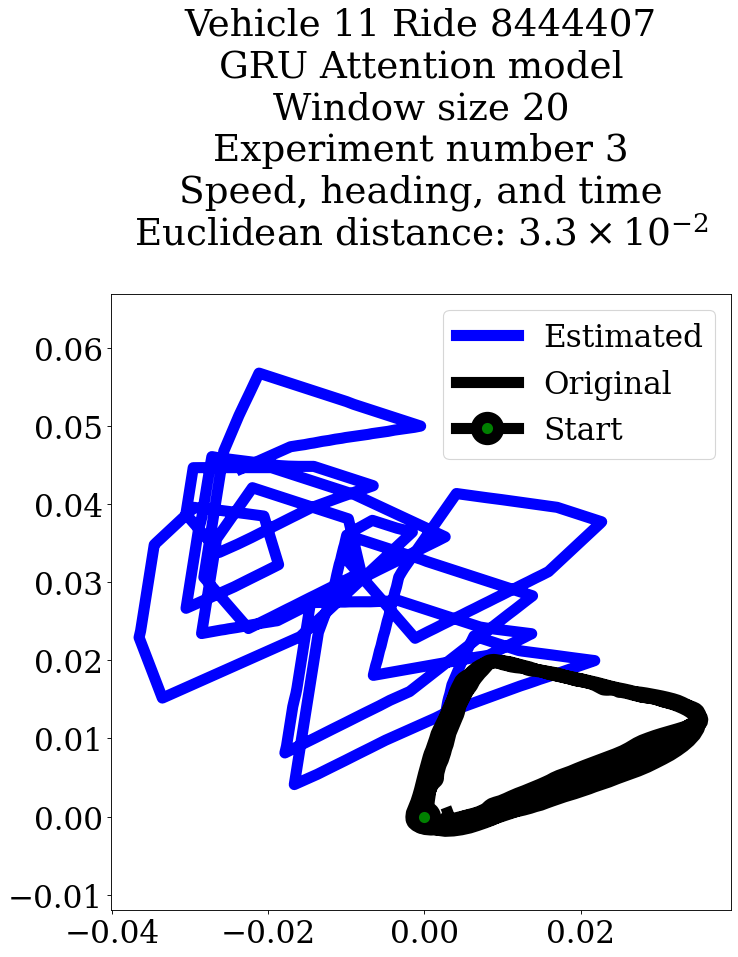 Vehicle 11 Ride 8444407
GRU Attention model
Window size 20
Experiment number 3
Speed, heading, and time
Euclidean distance: 3.3 × 10⁻²
Estimated
Original
Start
0.06
0.05
0.04
0.03
0.02
0.01
0.00
−0.01
−0.04
−0.02
0.00
0.02